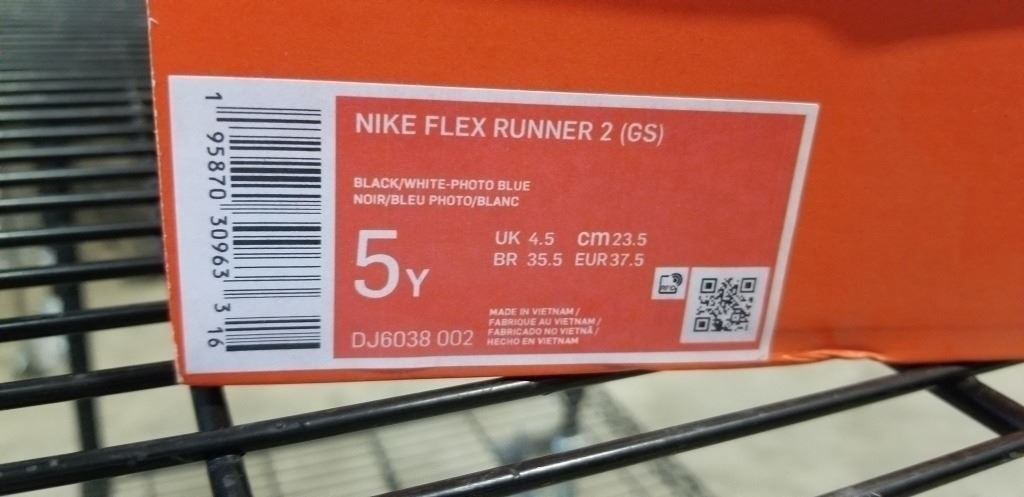 NIKE FLEX RUNNER 2 (GS)
BLACK/WHITE-PHOTO BLUE
NOIR/BLEU PHOTO/BLANC
5Y
UK 4.5 cm 23.5
BR 35.5 EUR 37.5
DJ6038 002
MADE IN VIETNAM /
FABRIQUE AU VIETNAM /
FABRICADO NO VIETNÃ /
HECHO EN VIETNAM
RFID
1 95870 30963 3 16